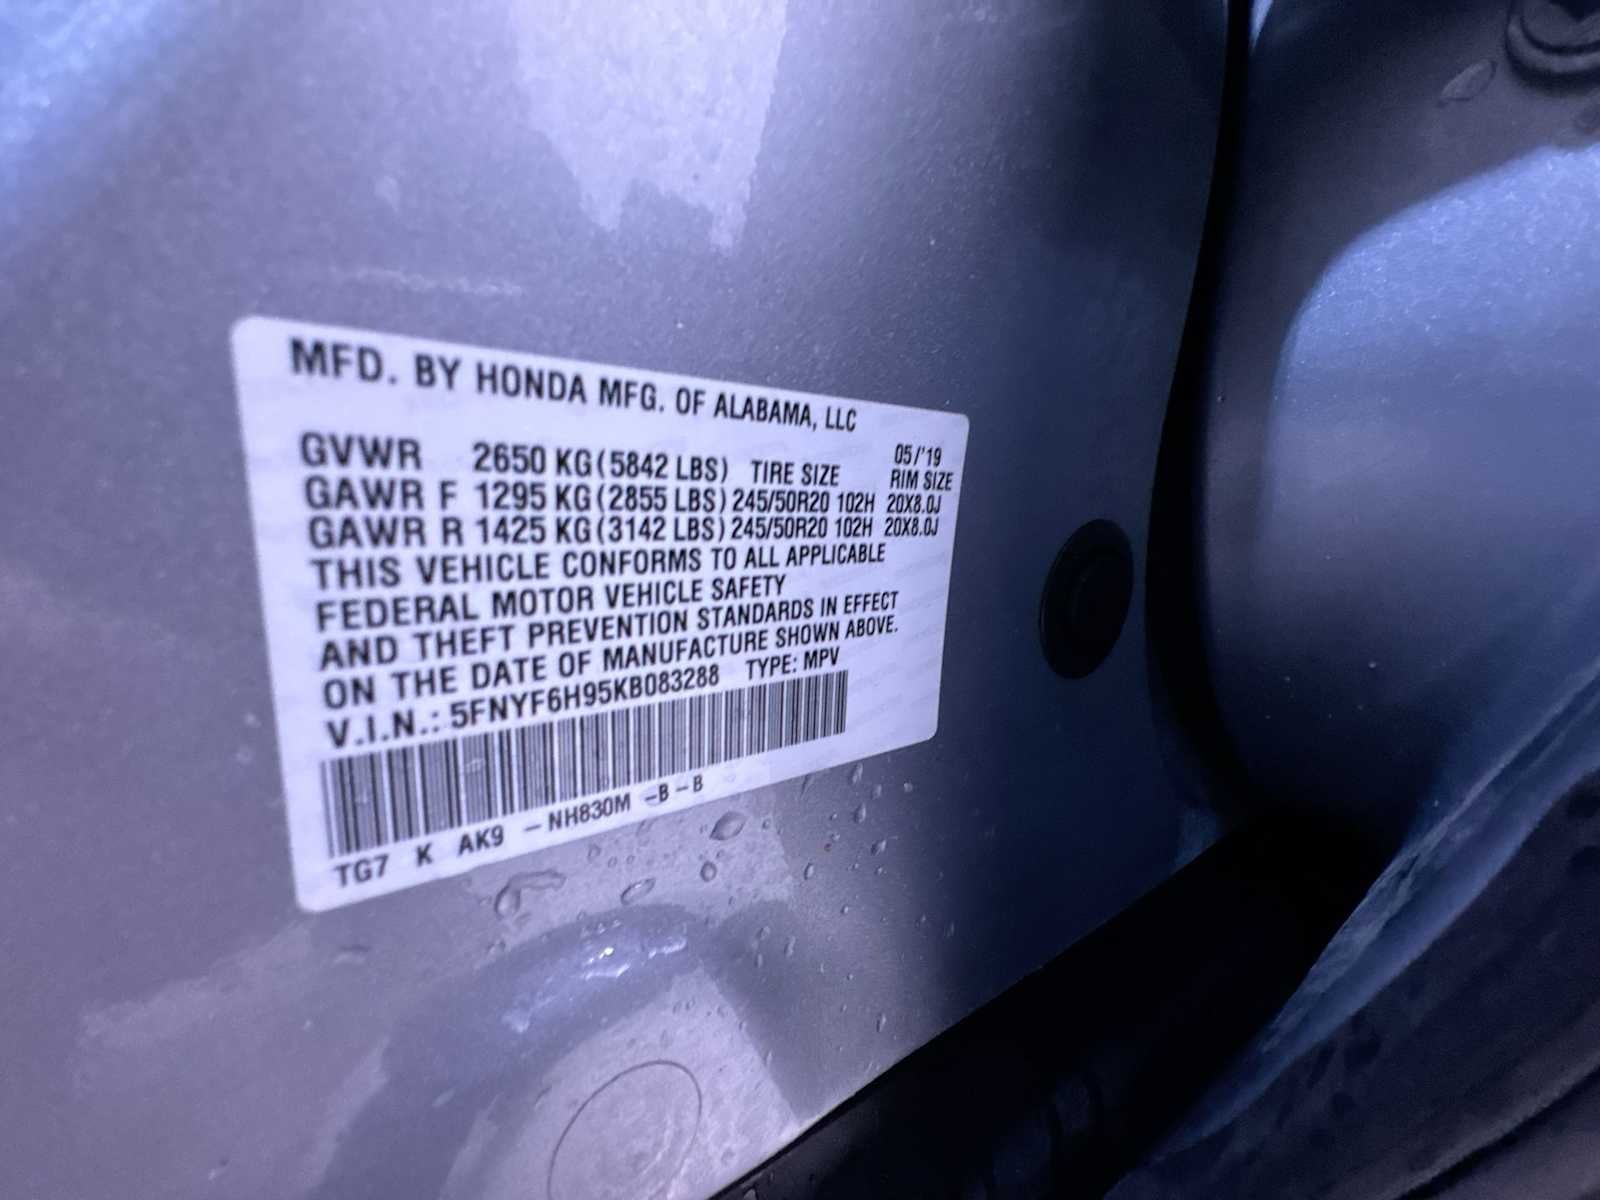 MFD. BY HONDA MFG. OF ALABAMA, LLC
05/'19
GVWR 2650 KG(5842 LBS) TIRE SIZE RIM SIZE
GAWR F 1295 KG(2855 LBS) 245/50R20 102H 20X8.0J
GAWR R 1425 KG(3142 LBS) 245/50R20 102H 20X8.0J
THIS VEHICLE CONFORMS TO ALL APPLICABLE
FEDERAL MOTOR VEHICLE SAFETY
AND THEFT PREVENTION STANDARDS IN EFFECT
ON THE DATE OF MANUFACTURE SHOWN ABOVE.
V.I.N.: 5FNYF6H95KB083288 TYPE: MPV
TG7 K AK9 -NH830M -B-B